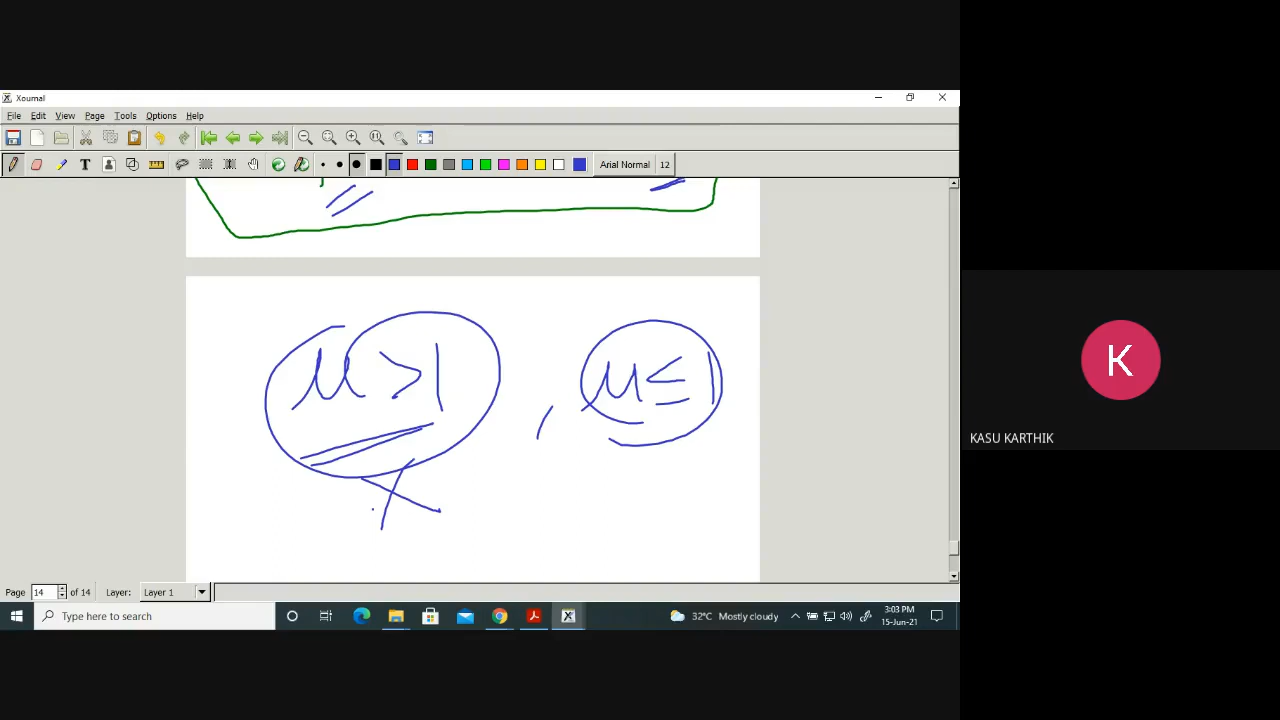 Xournal
File Edit View Page Tools Options Help
Arial Normal 12
μ > 1 , μ ≤ 1
K
KASU KARTHIK
Page 14 of 14 Layer: Layer 1
Type here to search
32°C Mostly cloudy
3:03 PM
15-Jun-21